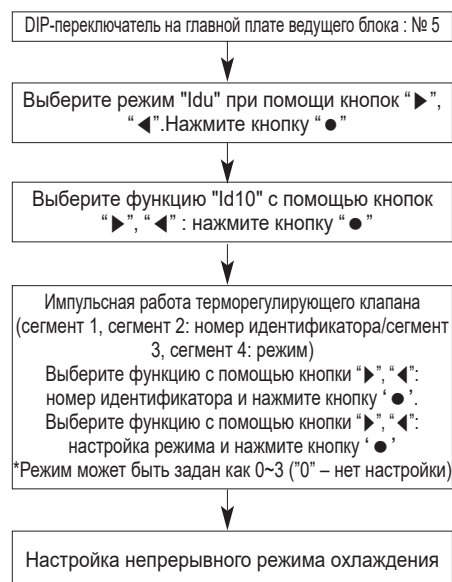 DIP-переключатель на главной плате ведущего блока : № 5
Выберите режим "Idu" при помощи кнопок “▶”,
“◀”.Нажмите кнопку “●”
Выберите функцию "Id10" с помощью кнопок
“▶”, “◀” : нажмите кнопку “●”
Импульсная работа терморегулирующего клапана
(сегмент 1, сегмент 2: номер идентификатора/сегмент
3, сегмент 4: режим)
Выберите функцию с помощью кнопки “▶”, “◀”:
номер идентификатора и нажмите кнопку ‘ ● ’.
Выберите функцию с помощью кнопки “▶”, “◀”:
настройка режима и нажмите кнопку ‘ ● ’
*Режим может быть задан как 0~3 ("0” – нет настройки)
Настройка непрерывного режима охлаждения